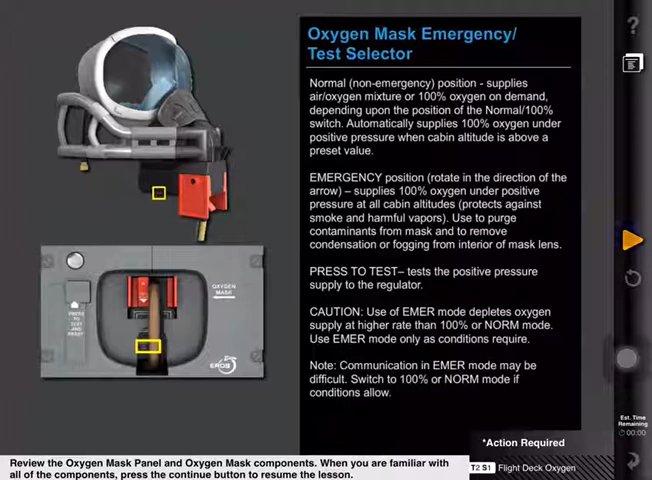 Oxygen Mask Emergency/
Test Selector
Normal (non-emergency) position - supplies
air/oxygen mixture or 100% oxygen on demand,
depending upon the position of the Normal/100%
switch. Automatically supplies 100% oxygen under
positive pressure when cabin altitude is above a
preset value.
EMERGENCY position (rotate in the direction of the
arrow) – supplies 100% oxygen under positive
pressure at all cabin altitudes (protects against
smoke and harmful vapors). Use to purge
contaminants from mask and to remove
condensation or fogging from interior of mask lens.
PRESS TO TEST– tests the positive pressure
supply to the regulator.
CAUTION: Use of EMER mode depletes oxygen
supply at higher rate than 100% or NORM mode.
Use EMER mode only as conditions require.
Note: Communication in EMER mode may be
difficult. Switch to 100% or NORM mode if
conditions allow.
OXYGEN
MASK
PRESS
TO
TEST
AND
RESET
EROS
?
Est. Time
Remaining
00:00
*Action Required
Review the Oxygen Mask Panel and Oxygen Mask components. When you are familiar with
all of the components, press the continue button to resume the lesson.
T2 S1 Flight Deck Oxygen